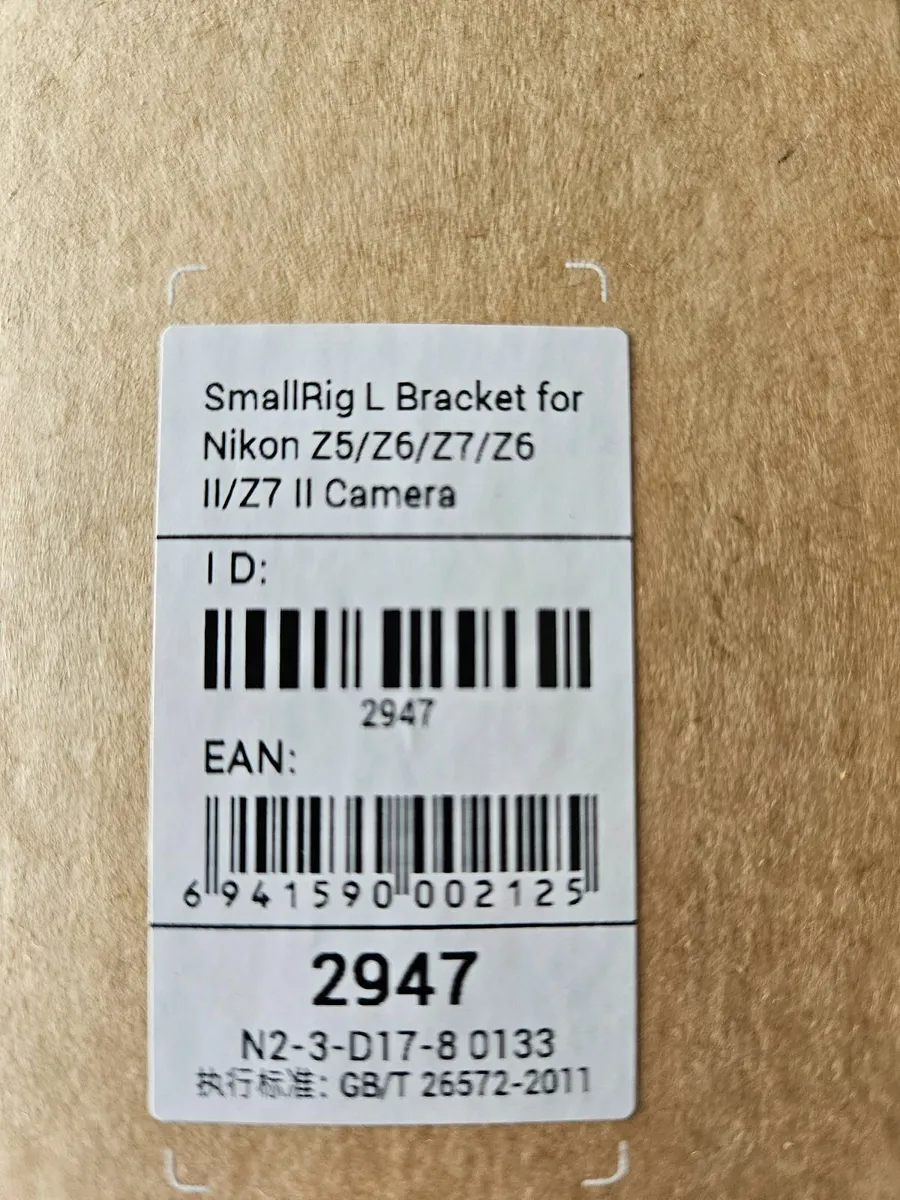 SmallRig L Bracket for
Nikon Z5/Z6/Z7/Z6
II/Z7 II Camera
I D:
2947
EAN:
6 941590 002125
2947
N2-3-D17-8 0133
执行标准: GB/T 26572-2011